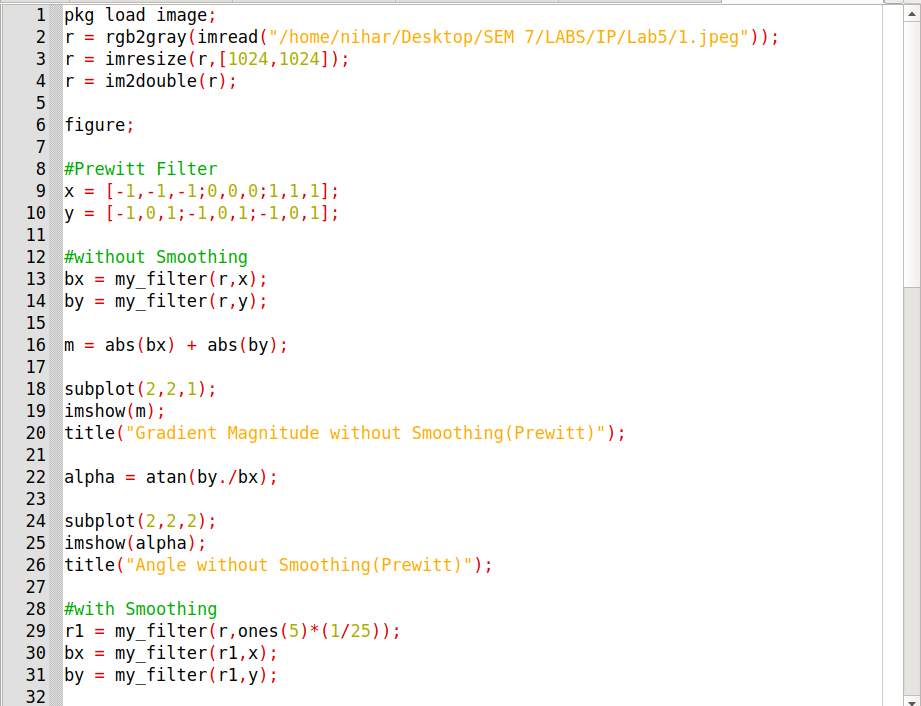 1 pkg load image;
2 r = rgb2gray(imread("/home/nihar/Desktop/SEM 7/LABS/IP/Lab5/1.jpeg"));
3 r = imresize(r,[1024,1024]);
4 r = im2double(r);
5
6 figure;
7
8 #Prewitt Filter
9 x = [-1,-1,-1;0,0,0;1,1,1];
10 y = [-1,0,1;-1,0,1;-1,0,1];
11
12 #without Smoothing
13 bx = my_filter(r,x);
14 by = my_filter(r,y);
15
16 m = abs(bx) + abs(by);
17
18 subplot(2,2,1);
19 imshow(m);
20 title("Gradient Magnitude without Smoothing(Prewitt)");
21
22 alpha = atan(by./bx);
23
24 subplot(2,2,2);
25 imshow(alpha);
26 title("Angle without Smoothing(Prewitt)");
27
28 #with Smoothing
29 r1 = my_filter(r,ones(5)*(1/25));
30 bx = my_filter(r1,x);
31 by = my_filter(r1,y);
32